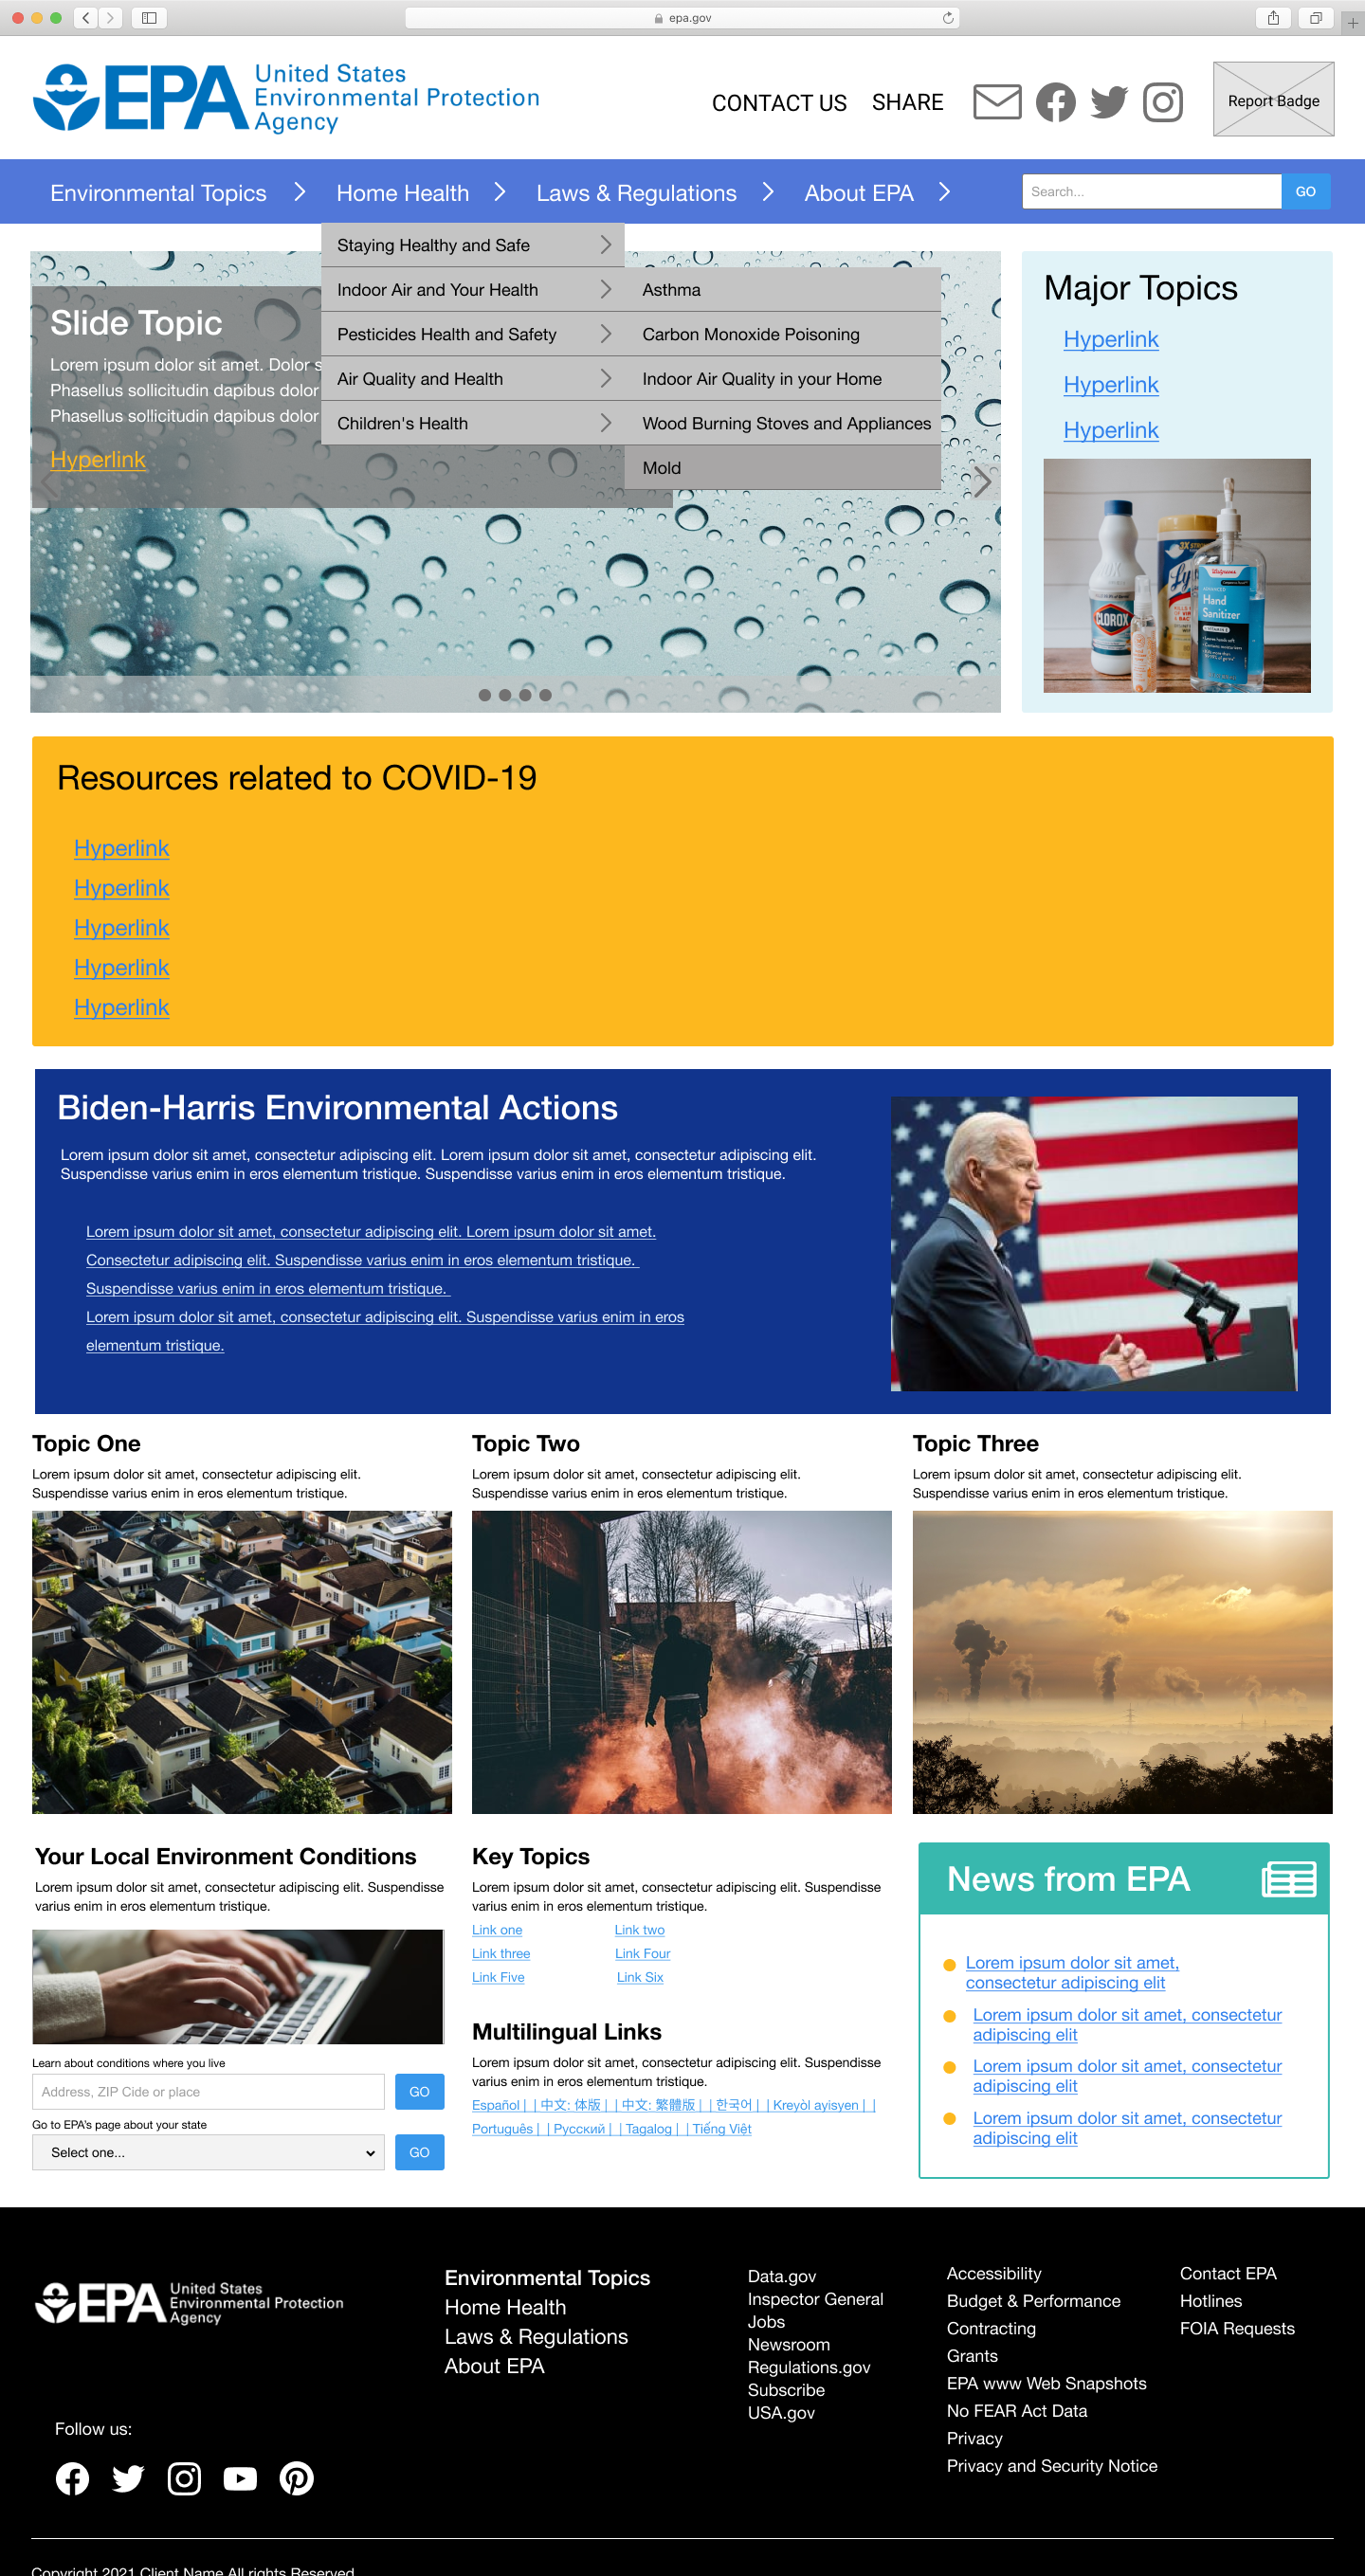 epa.gov
EPA
United States
Environmental Protection
Agency
CONTACT US
SHARE
Report Badge
Environmental Topics
Home Health
Laws & Regulations
About EPA
Search...
GO
Staying Healthy and Safe
Indoor Air and Your Health
Pesticides Health and Safety
Air Quality and Health
Children's Health
Asthma
Carbon Monoxide Poisoning
Indoor Air Quality in your Home
Wood Burning Stoves and Appliances
Mold
Slide Topic
Lorem ipsum dolor sit amet. Dolor s
Phasellus sollicitudin dapibus dolor
Phasellus sollicitudin dapibus dolor
Hyperlink
Major Topics
Hyperlink
Hyperlink
Hyperlink
CLOROX
Ly
Walgreens
Hand
Sanitizer
Resources related to COVID-19
Hyperlink
Hyperlink
Hyperlink
Hyperlink
Hyperlink
Biden-Harris Environmental Actions
Lorem ipsum dolor sit amet, consectetur adipiscing elit. Lorem ipsum dolor sit amet, consectetur adipiscing elit.
Suspendisse varius enim in eros elementum tristique. Suspendisse varius enim in eros elementum tristique.
Lorem ipsum dolor sit amet, consectetur adipiscing elit. Lorem ipsum dolor sit amet.
Consectetur adipiscing elit. Suspendisse varius enim in eros elementum tristique.
Suspendisse varius enim in eros elementum tristique.
Lorem ipsum dolor sit amet, consectetur adipiscing elit. Suspendisse varius enim in eros
elementum tristique.
Topic One
Lorem ipsum dolor sit amet, consectetur adipiscing elit.
Suspendisse varius enim in eros elementum tristique.
Topic Two
Lorem ipsum dolor sit amet, consectetur adipiscing elit.
Suspendisse varius enim in eros elementum tristique.
Topic Three
Lorem ipsum dolor sit amet, consectetur adipiscing elit.
Suspendisse varius enim in eros elementum tristique.
Your Local Environment Conditions
Lorem ipsum dolor sit amet, consectetur adipiscing elit. Suspendisse
varius enim in eros elementum tristique.
Learn about conditions where you live
Address, ZIP Cide or place
GO
Go to EPA's page about your state
Select one...
GO
Key Topics
Lorem ipsum dolor sit amet, consectetur adipiscing elit. Suspendisse
varius enim in eros elementum tristique.
Link one
Link two
Link three
Link Four
Link Five
Link Six
Multilingual Links
Lorem ipsum dolor sit amet, consectetur adipiscing elit. Suspendisse
varius enim in eros elementum tristique.
Español | | 中文: 体版 | | 中文: 繁體版 | | 한국어 | | Kreyòl ayisyen | |
Português | | Русский | | Tagalog | | Tiếng Việt
News from EPA
Lorem ipsum dolor sit amet,
consectetur adipiscing elit
Lorem ipsum dolor sit amet, consectetur
adipiscing elit
Lorem ipsum dolor sit amet, consectetur
adipiscing elit
Lorem ipsum dolor sit amet, consectetur
adipiscing elit
EPA
United States
Environmental Protection
Agency
Follow us:
Environmental Topics
Home Health
Laws & Regulations
About EPA
Data.gov
Inspector General
Jobs
Newsroom
Regulations.gov
Subscribe
USA.gov
Accessibility
Budget & Performance
Contracting
Grants
EPA www Web Snapshots
No FEAR Act Data
Privacy
Privacy and Security Notice
Contact EPA
Hotlines
FOIA Requests
Copyright 2021 Client Name All rights Reserved